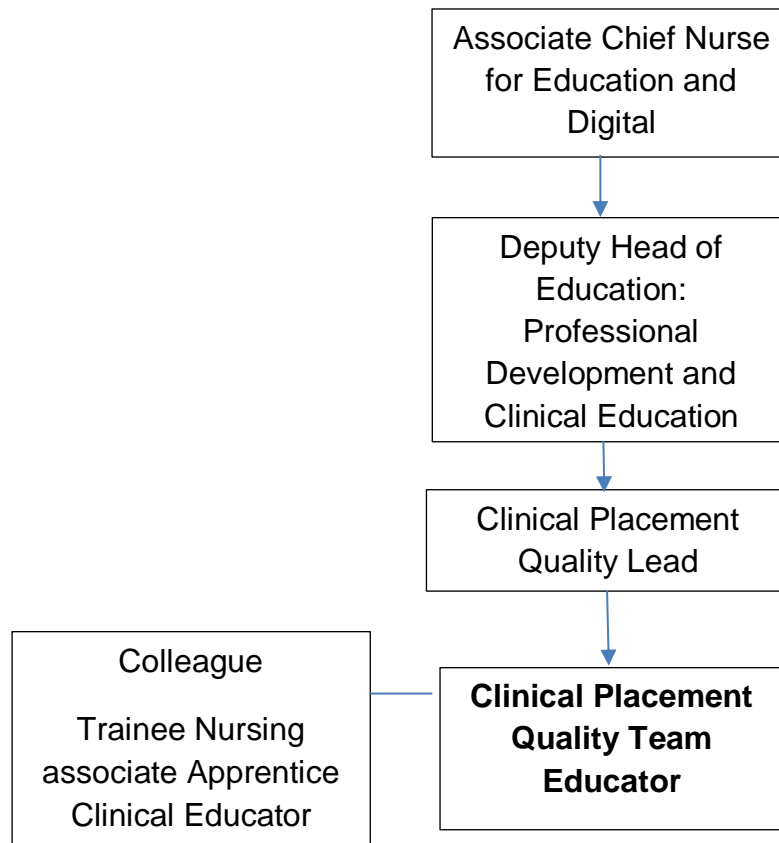 Associate Chief Nurse
for Education and
Digital
Deputy Head of
Education:
Professional
Development and
Clinical Education
Clinical Placement
Quality Lead
Colleague
Trainee Nursing
associate Apprentice
Clinical Educator
Clinical Placement
Quality Team
Educator